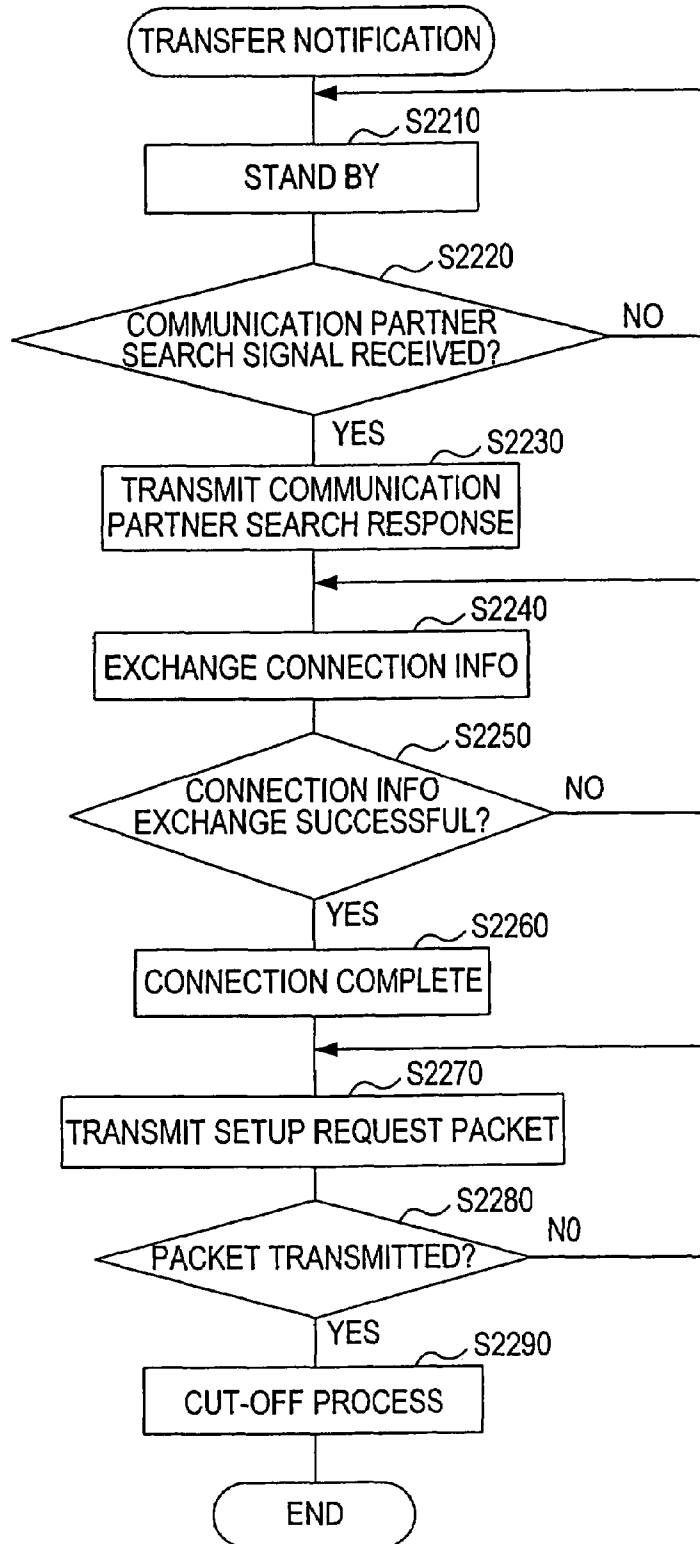 TRANSFER NOTIFICATION
S2210
STAND BY
S2220
COMMUNICATION PARTNER
SEARCH SIGNAL RECEIVED?
NO
YES
S2230
TRANSMIT COMMUNICATION
PARTNER SEARCH RESPONSE
S2240
EXCHANGE CONNECTION INFO
S2250
CONNECTION INFO
EXCHANGE SUCCESSFUL?
NO
YES
S2260
CONNECTION COMPLETE
S2270
TRANSMIT SETUP REQUEST PACKET
S2280
PACKET TRANSMITTED?
N0
YES
S2290
CUT-OFF PROCESS
END